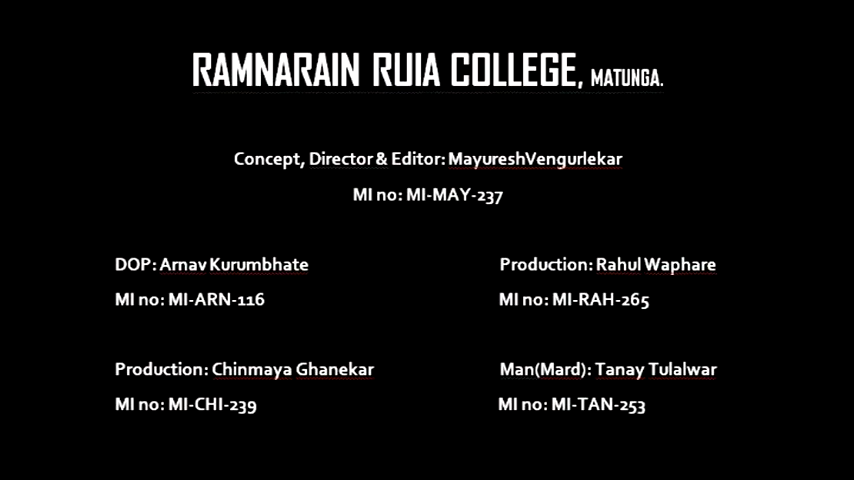 RAMNARAIN RUIA COLLEGE, MATUNGA.
Concept, Director & Editor: MayureshVengurlekar
MI no: MI-MAY-237
DOP: Arnav Kurumbhate
MI no: MI-ARN-116
Production: Rahul Waphare
MI no: MI-RAH-265
Production: Chinmaya Ghanekar
MI no: MI-CHI-239
Man(Mard): Tanay Tulalwar
MI no: MI-TAN-253